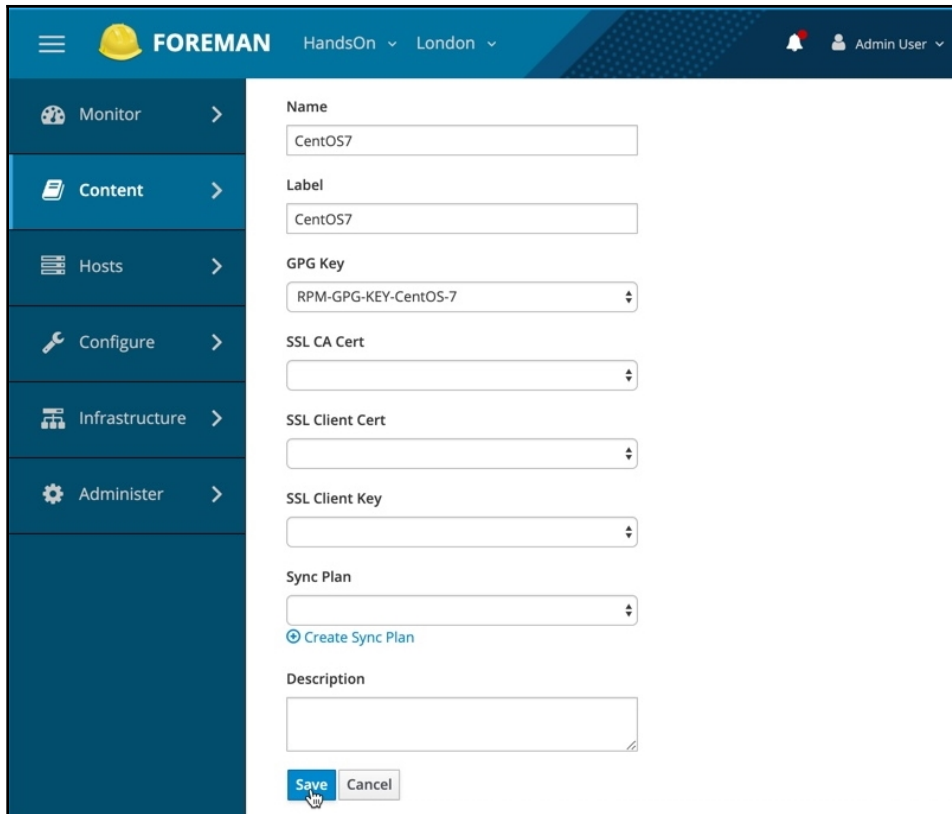 FOREMAN HandsOn London Admin User
Monitor
Content
Hosts
Configure
Infrastructure
Administer
Name
CentOS7
Label
CentOS7
GPG Key
RPM-GPG-KEY-CentOS-7
SSL CA Cert
SSL Client Cert
SSL Client Key
Sync Plan
Create Sync Plan
Description
Save Cancel